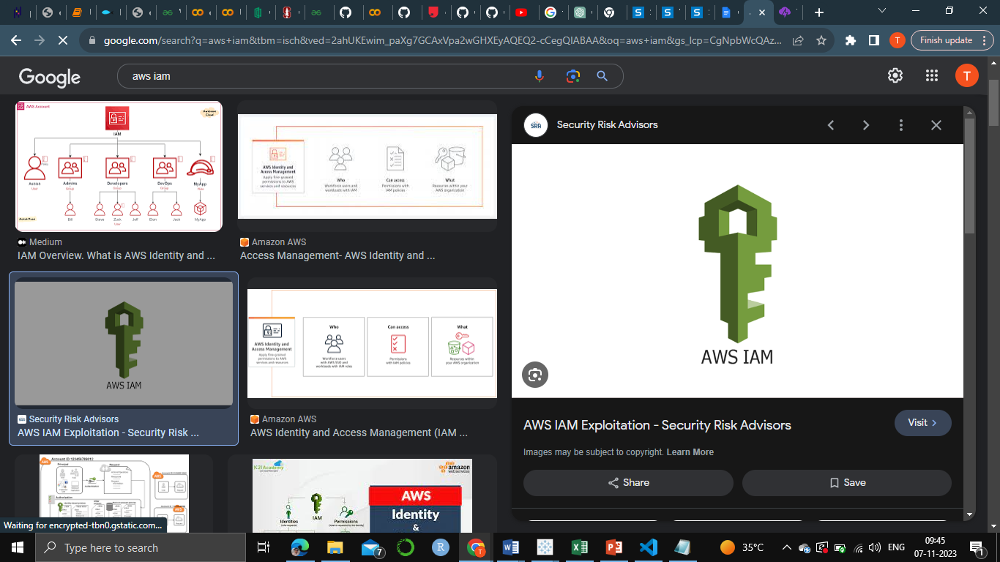 google.com/search?q=aws+iam&tbm=isch&ved=2ahUKEwim_paXg7GCAxVpa2wGHXEyAQEQ2-cCegQIABAA&oq=aws+iam&gs_lcp=CgNpbWcQAz...
T
Finish update
Google
aws iam
T
AWS Account
IAM
Ashish
User
Admins
Group
Developers
Group
DevOps
Group
MyApp
Role
Bill
Steve
Zuck
Jeff
Elon
Jack
MyApp
User
Ashish Patel
Medium
IAM Overview. What is AWS Identity and ...
AWS Identity and
Access Management
Apply fine-grained
permissions to AWS
services and resources
Who
Workforce users and
workloads with IAM
Can access
Permissions with
IAM policies
What
Resources within your
AWS organization
Amazon AWS
Access Management- AWS Identity and ...
AWS IAM
Security Risk Advisors
AWS IAM Exploitation - Security Risk ...
AWS Identity and
Access Management
Apply fine-grained
permissions to AWS
services and resources
Who
Workforce users
with AWS SSO and
workloads with IAM roles
Can access
Permissions
with IAM policies
What
Resources within
your AWS organization
Amazon AWS
AWS Identity and Access Management (IAM ...
Account ID 123456789012
Principal
Request
Authentication
Authorization
K21Academy
amazon
webservices
Identities
IAM
Permissions
AWS
Identity
&
SRA
Security Risk Advisors
AWS IAM
AWS IAM Exploitation - Security Risk Advisors
Visit
Images may be subject to copyright. Learn More
Share
Save
Waiting for encrypted-tbn0.gstatic.com...
Type here to search
7
35°C
ENG
09:45
07-11-2023
1